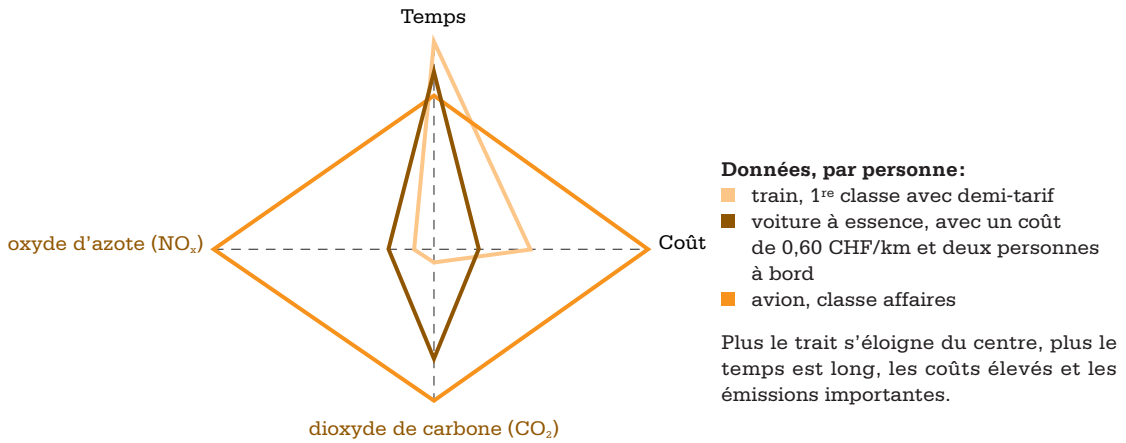 Temps
oxyde d'azote (NOₓ)
Coût
dioxyde de carbone (CO₂)
Données, par personne:
train, 1ʳᵉ classe avec demi-tarif
voiture à essence, avec un coût
de 0,60 CHF/km et deux personnes
à bord
avion, classe affaires
Plus le trait s'éloigne du centre, plus le
temps est long, les coûts élevés et les
émissions importantes.